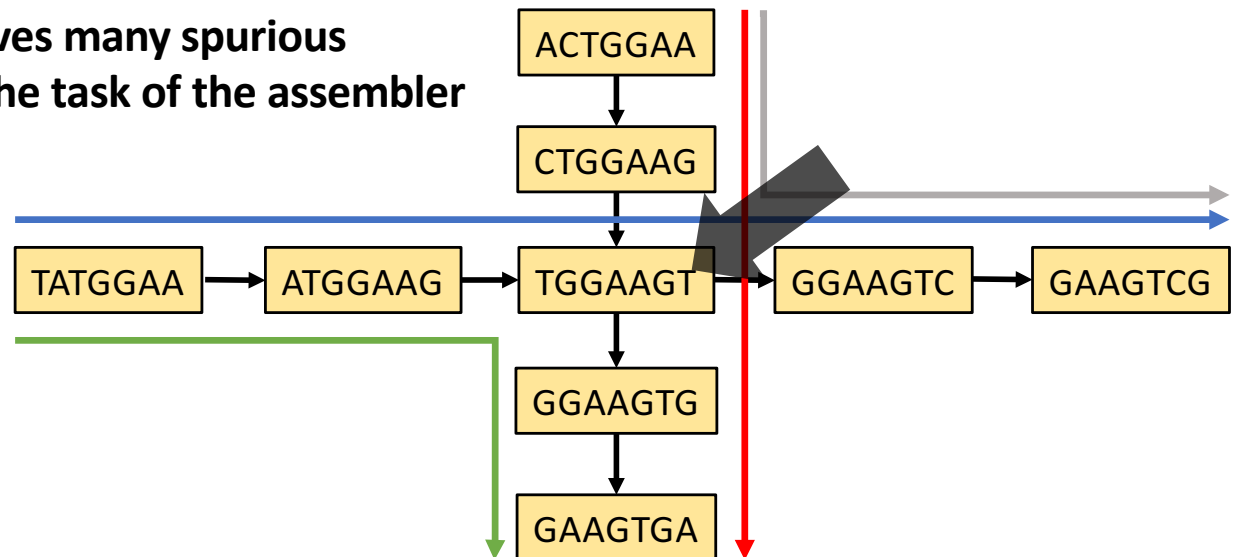 ves many spurious
he task of the assembler
ACTGGAA
CTGGAAG
TATGGAA ATGGAAG TGGAAGT GGAAGTC GAAGTCG
GGAAGTG
GAAGTGA